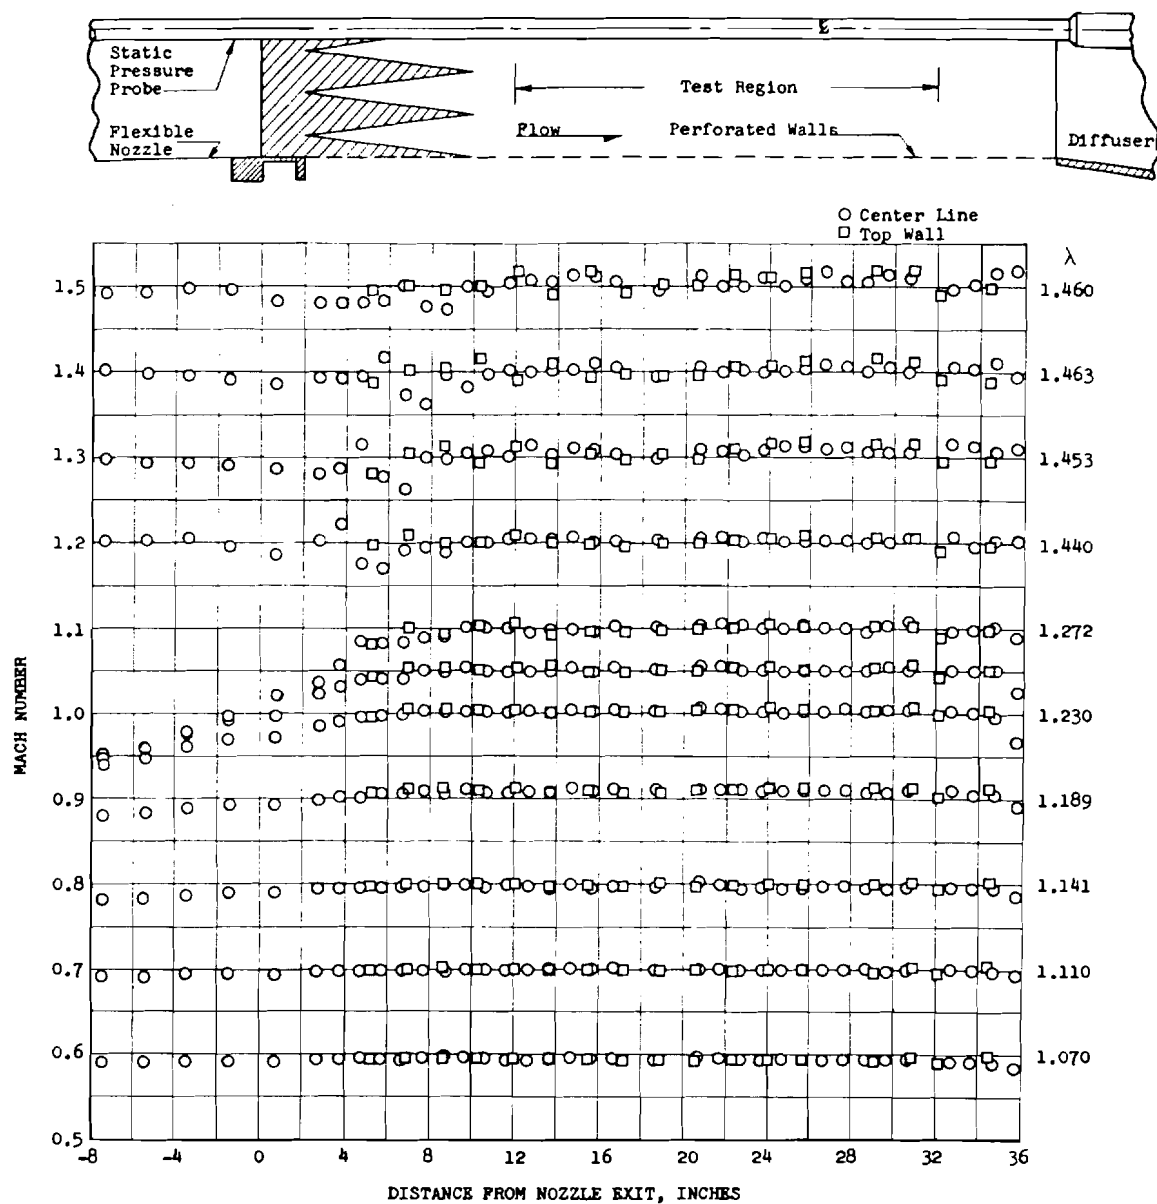 Static
Pressure
Probe
Flexible
Nozzle
Test Region
Flow
Perforated Walls
Diffuser
○ Center Line
□ Top Wall
λ
1.5
1.460
1.4
1.463
1.3
1.453
1.2
1.440
1.1
1.272
1.0
1.230
0.9
1.189
0.8
1.141
0.7
1.110
0.6
1.070
0.5
MACH NUMBER
-8 -4 0 4 8 12 16 20 24 28 32 36
DISTANCE FROM NOZZLE EXIT, INCHES